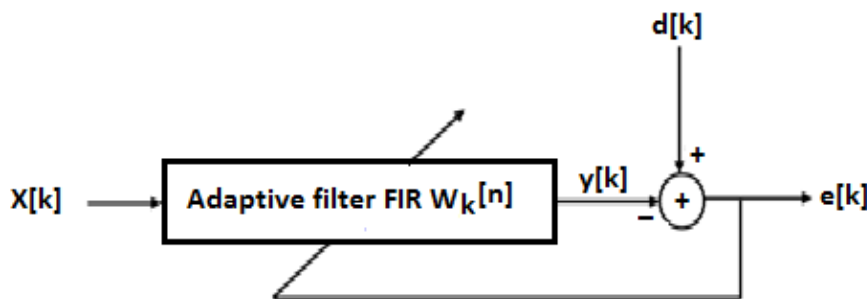 d[k]
+
X[k]
Adaptive filter FIR Wk[n]
y[k]
+
e[k]
−